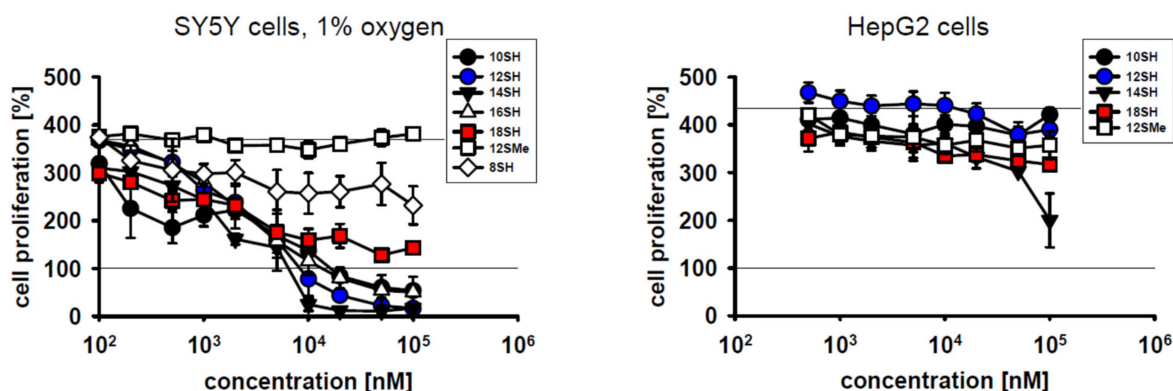 SY5Y cells, 1% oxygen
cell proliferation [%]
500
400
300
200
100
0
10²
10³
10⁴
10⁵
10⁶
concentration [nM]
10SH
12SH
14SH
16SH
18SH
12SMe
8SH
HepG2 cells
cell proliferation [%]
500
400
300
200
100
0
10²
10³
10⁴
10⁵
10⁶
concentration [nM]
10SH
12SH
14SH
18SH
12SMe